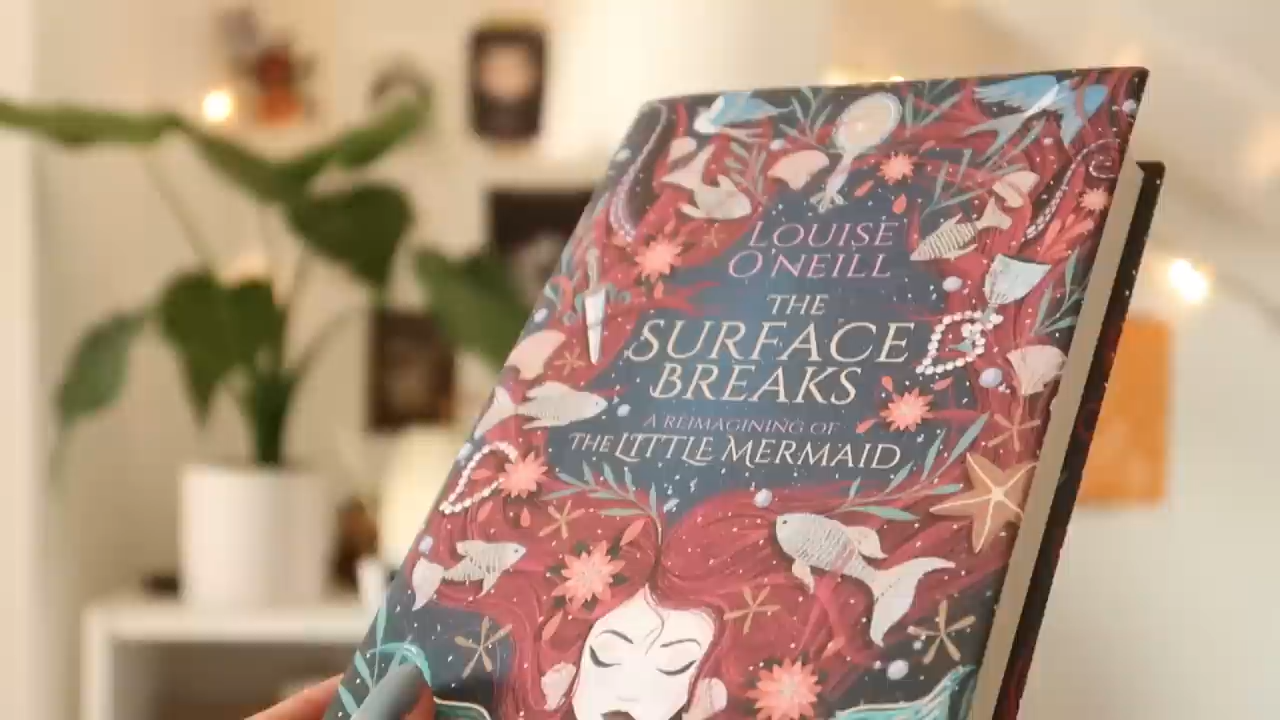 LOUISE
O'NEILL
THE
SURFACE
BREAKS
A REIMAGINING OF
THE LITTLE MERMAID